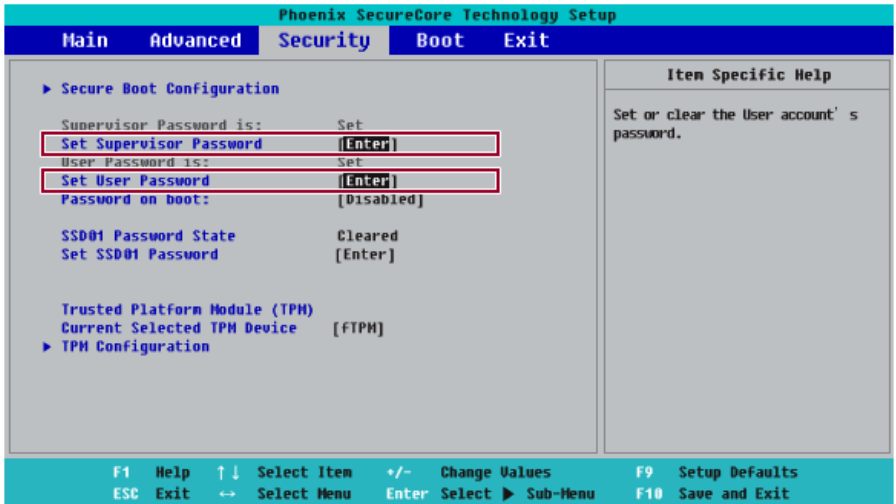 Phoenix SecureCore Technology Setup
Main Advanced Security Boot Exit
Item Specific Help
▶ Secure Boot Configuration
Set or clear the User account's
password.
Supervisor Password is: Set
Set Supervisor Password [Enter]
User Password is: Set
Set User Password [Enter]
Password on boot: [Disabled]
SSD01 Password State Cleared
Set SSD01 Password [Enter]
Trusted Platform Module (TPM)
Current Selected TPM Device [fTPM]
▶ TPM Configuration
F1 Help ↑↓ Select Item +/- Change Values F9 Setup Defaults
ESC Exit ↔ Select Menu Enter Select ▶ Sub-Menu F10 Save and Exit